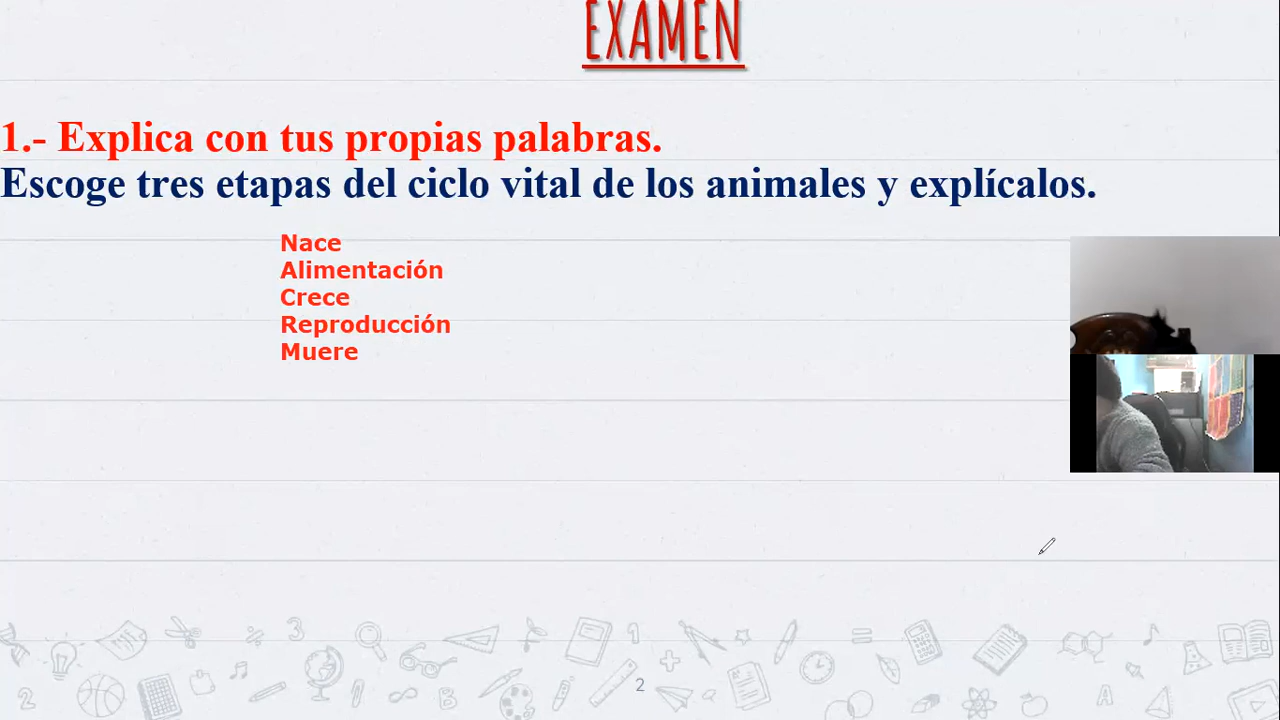 EXAMEN
1.- Explica con tus propias palabras.
Escoge tres etapas del ciclo vital de los animales y explícalos.
Nace
Alimentación
Crece
Reproducción
Muere
2